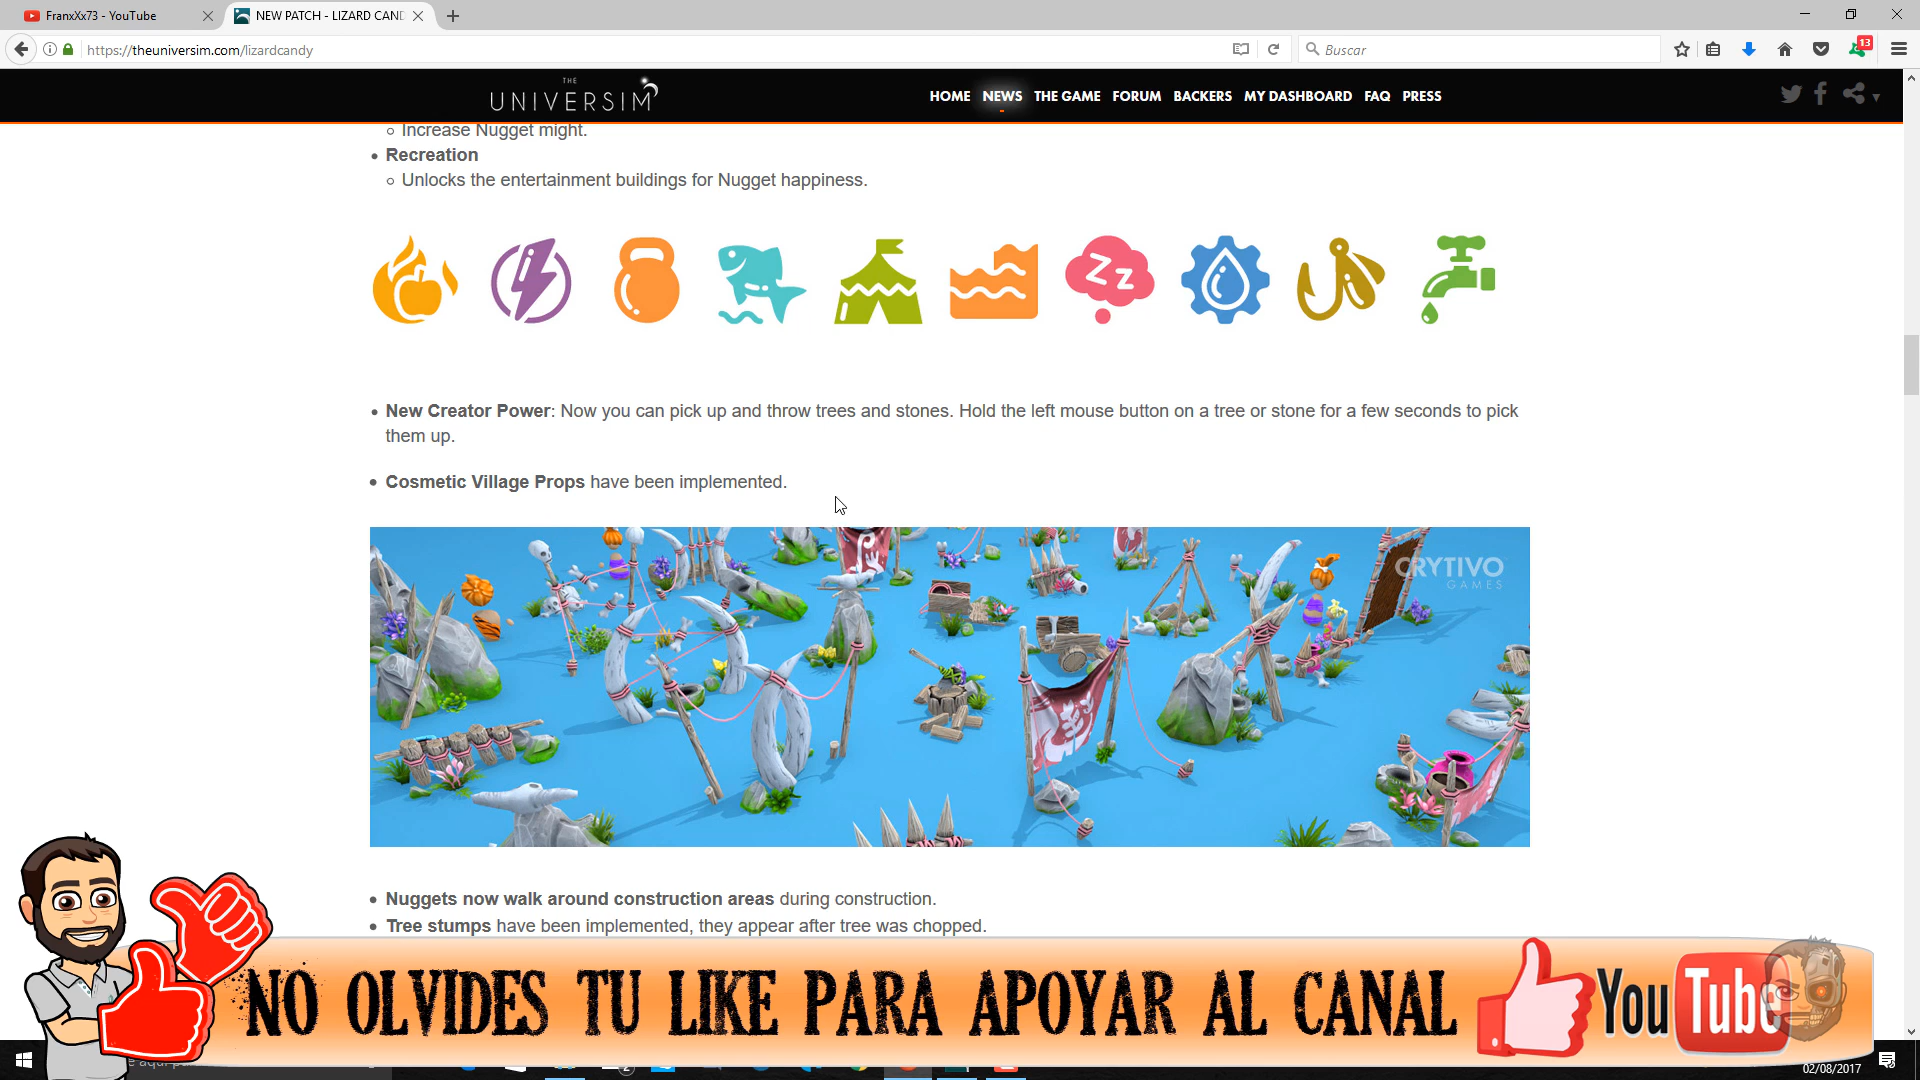 FranxXx73 - YouTube
NEW PATCH - LIZARD CAND
https://theuniversim.com/lizardcandy
Buscar
13
THE
UNIVERSIM
HOME NEWS THE GAME FORUM BACKERS MY DASHBOARD FAQ PRESS
Increase Nugget might.
Recreation
Unlocks the entertainment buildings for Nugget happiness.
Zz
New Creator Power: Now you can pick up and throw trees and stones. Hold the left mouse button on a tree or stone for a few seconds to pick
them up.
Cosmetic Village Props have been implemented.
CRYTIVO
GAMES
Nuggets now walk around construction areas during construction.
Tree stumps have been implemented, they appear after tree was chopped.
NO OLVIDES TU LIKE PARA APOYAR AL CANAL
YouTube
02/08/2017